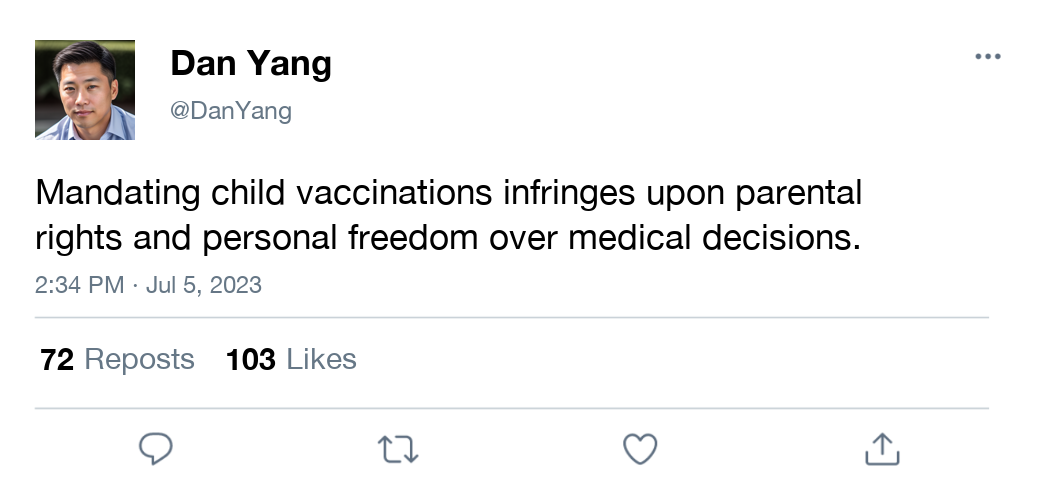 Dan Yang
@DanYang
Mandating child vaccinations infringes upon parental
rights and personal freedom over medical decisions.
2:34 PM · Jul 5, 2023
72 Reposts 103 Likes